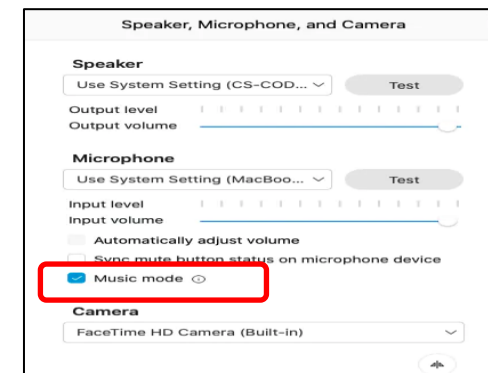 Speaker, Microphone, and Camera
Speaker
Use System Setting (CS-COD...
Test
Output level
Output volume
Microphone
Use System Setting (MacBoo...
Test
Input level
Input volume
Automatically adjust volume
Sync mute button status on microphone device
Music mode
Camera
FaceTime HD Camera (Built-in)